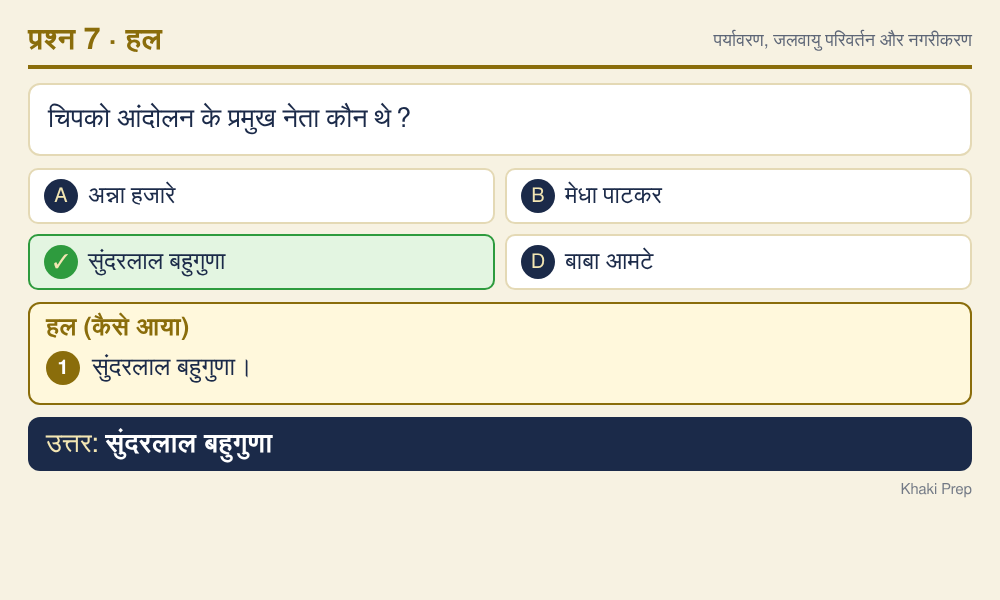 प्रश्न 7 · हल
पर्यावरण, जलवायु परिवर्तन और नगरीकरण
चिपको आंदोलन के प्रमुख नेता कौन थे ?
A अन्ना हजारे
B मेधा पाटकर
✓ सुंदरलाल बहुगुणा
D बाबा आमटे
हल (कैसे आया)
1 सुंदरलाल बहुगुणा ।
उत्तर: सुंदरलाल बहुगुणा
Khaki Prep